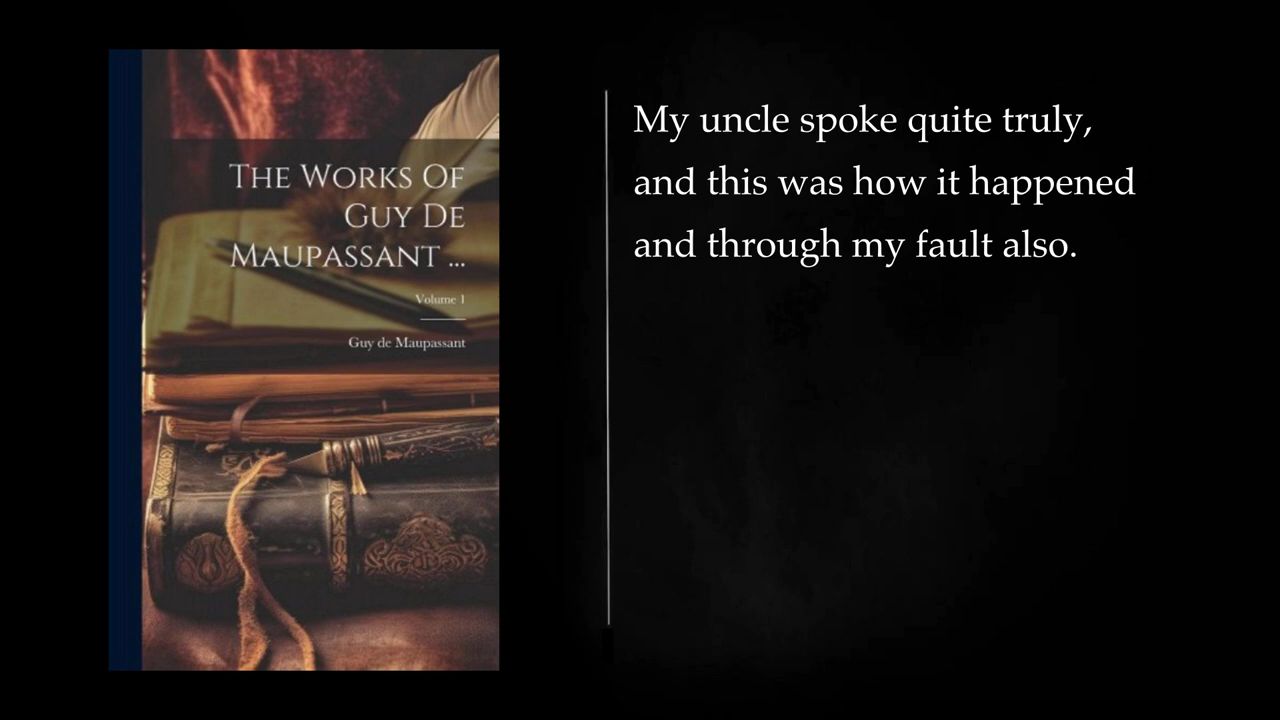 The Works Of
Guy De
Maupassant ...
Volume 1
Guy de Maupassant
My uncle spoke quite truly,
and this was how it happened
and through my fault also.